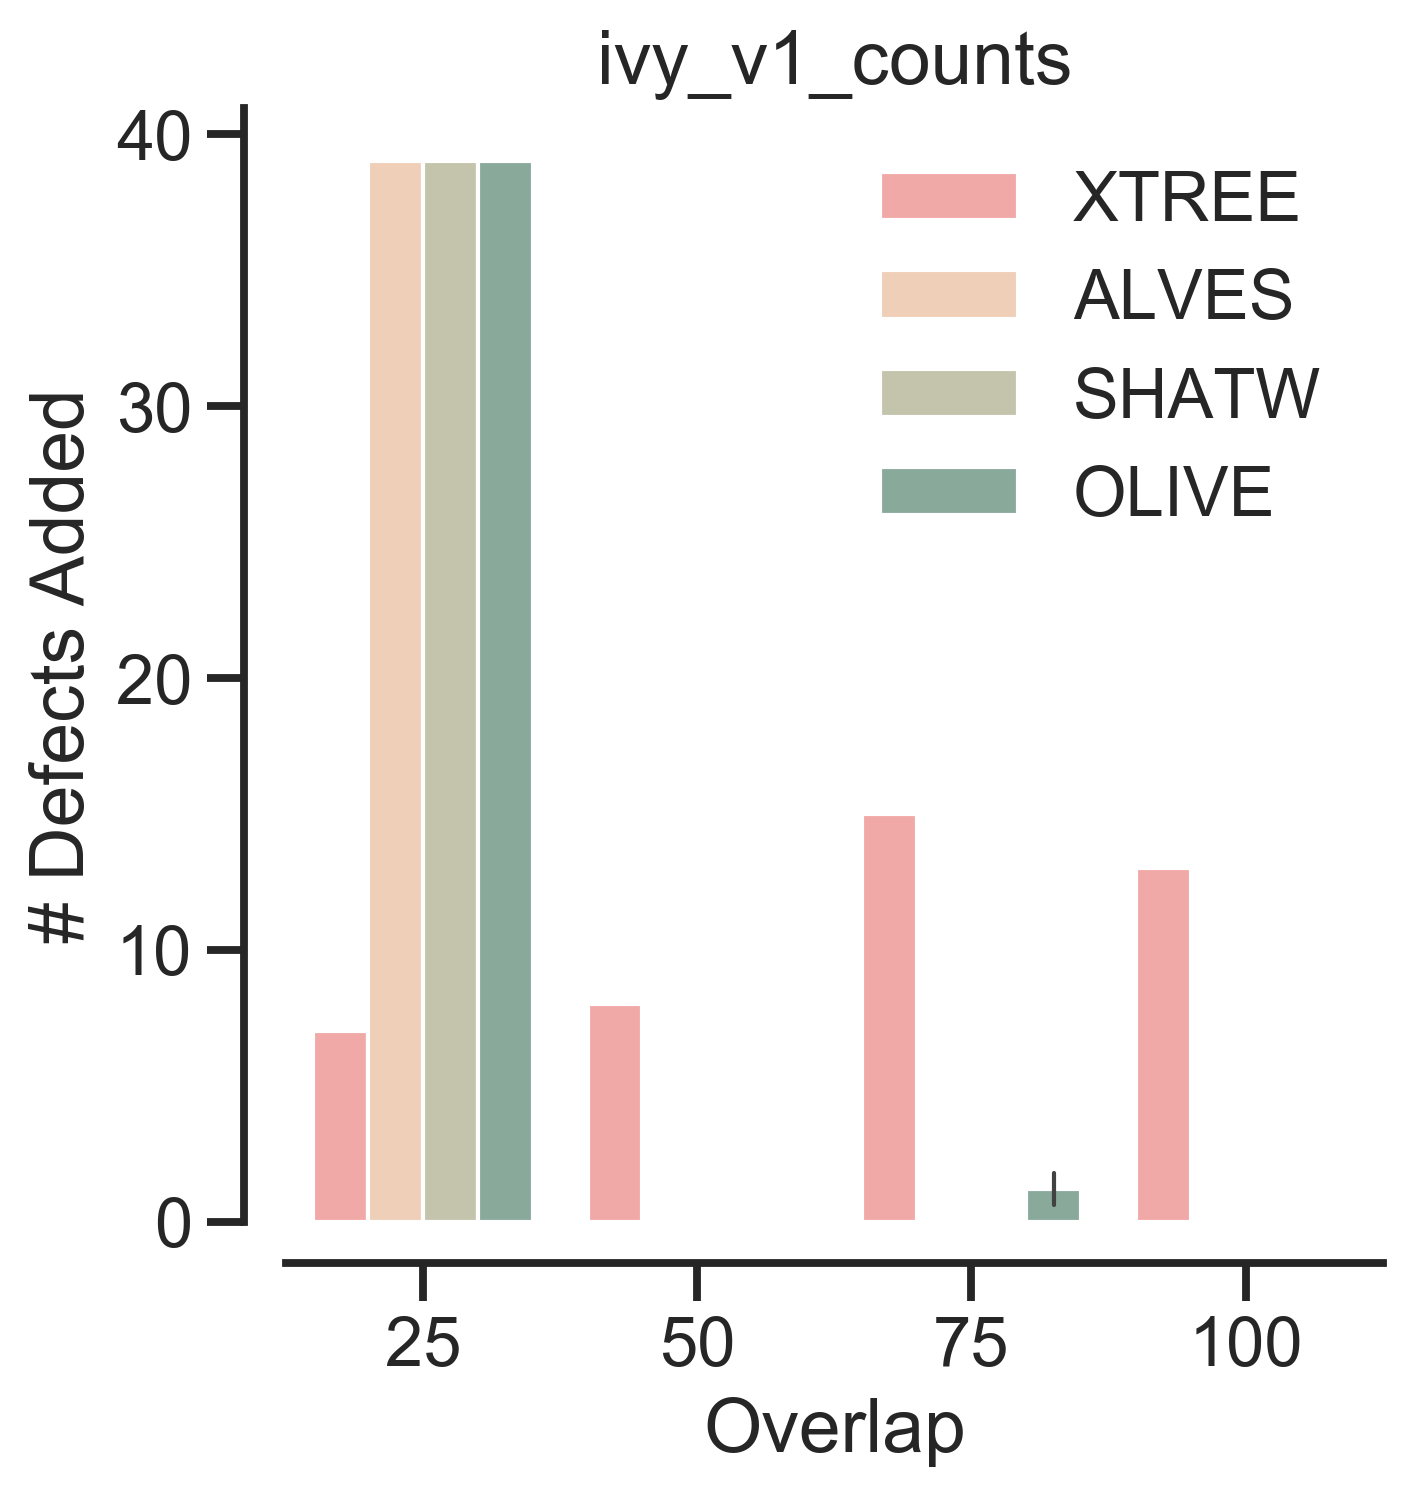 ivy_v1_counts
40
30
20
10
0
# Defects Added
XTREE
ALVES
SHATW
OLIVE
25 50 75 100
Overlap